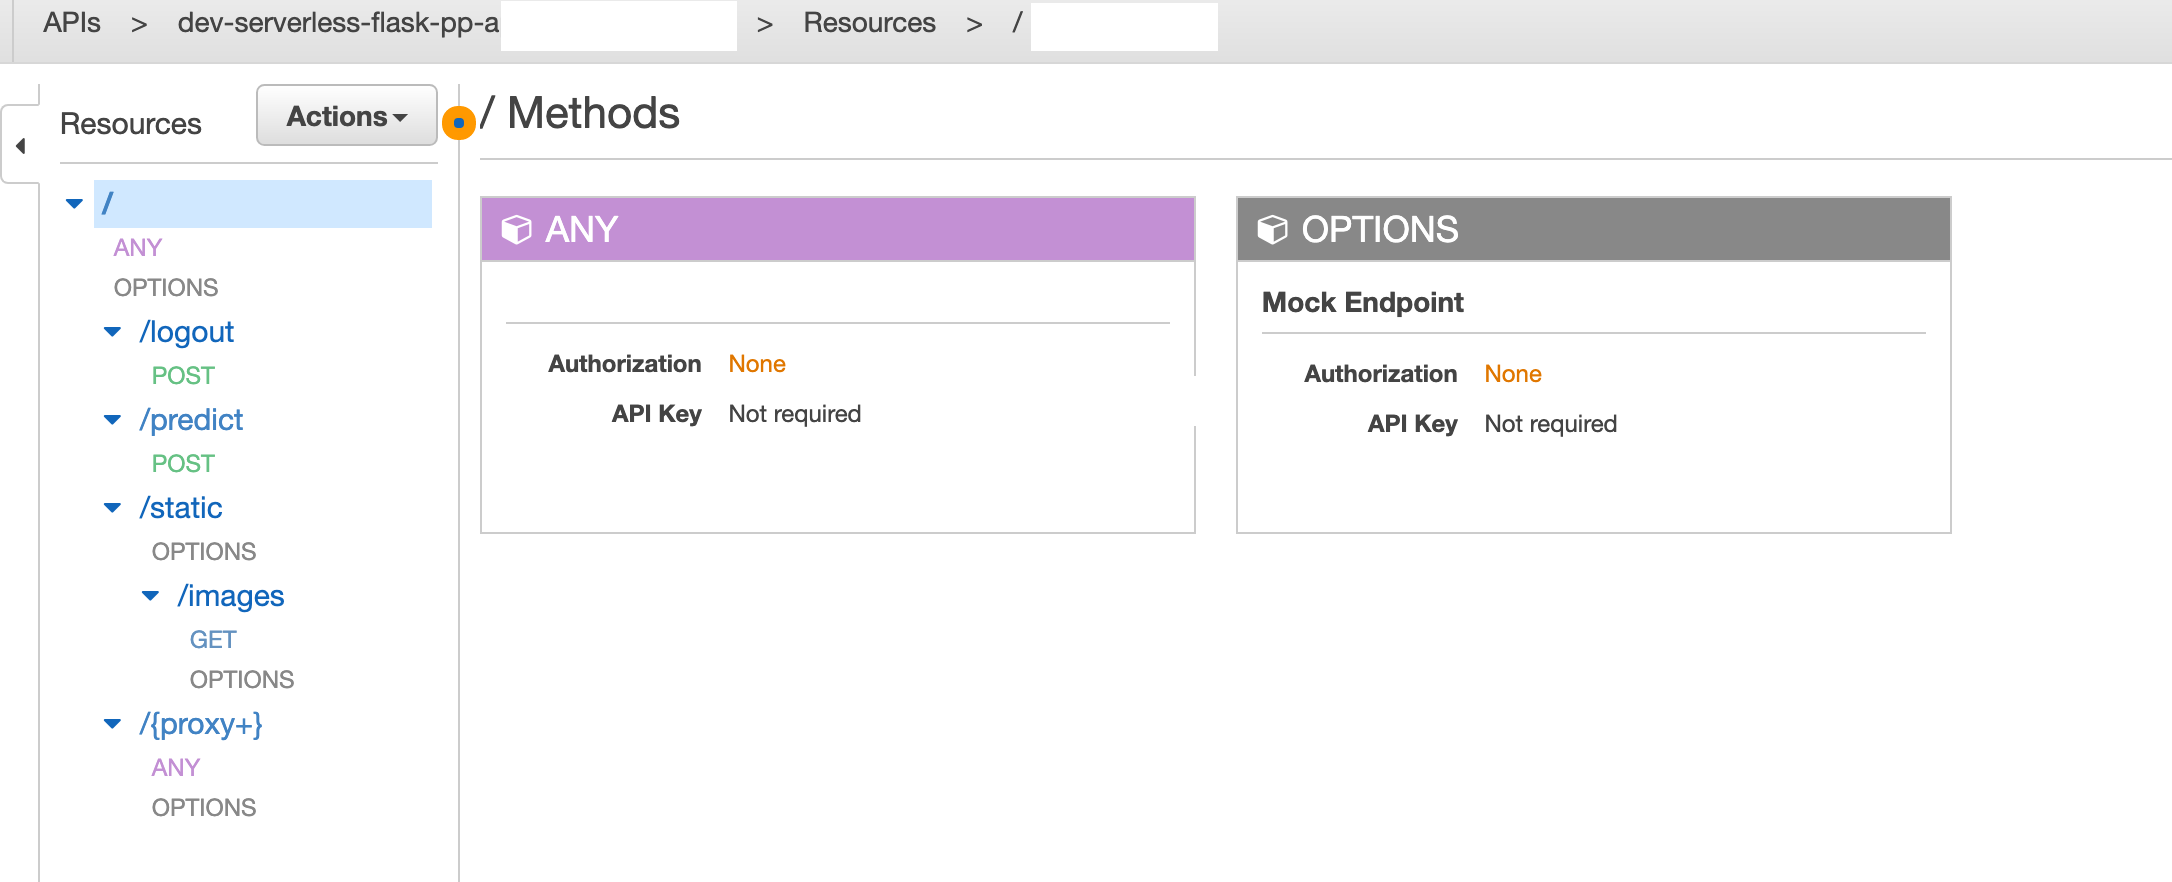 APIs > dev-serverless-flask-pp-a > Resources > /
Resources
Actions
/
ANY
OPTIONS
/logout
POST
/predict
POST
/static
OPTIONS
/images
GET
OPTIONS
/{proxy+}
ANY
OPTIONS
/ Methods
ANY
Authorization None
API Key Not required
OPTIONS
Mock Endpoint
Authorization None
API Key Not required